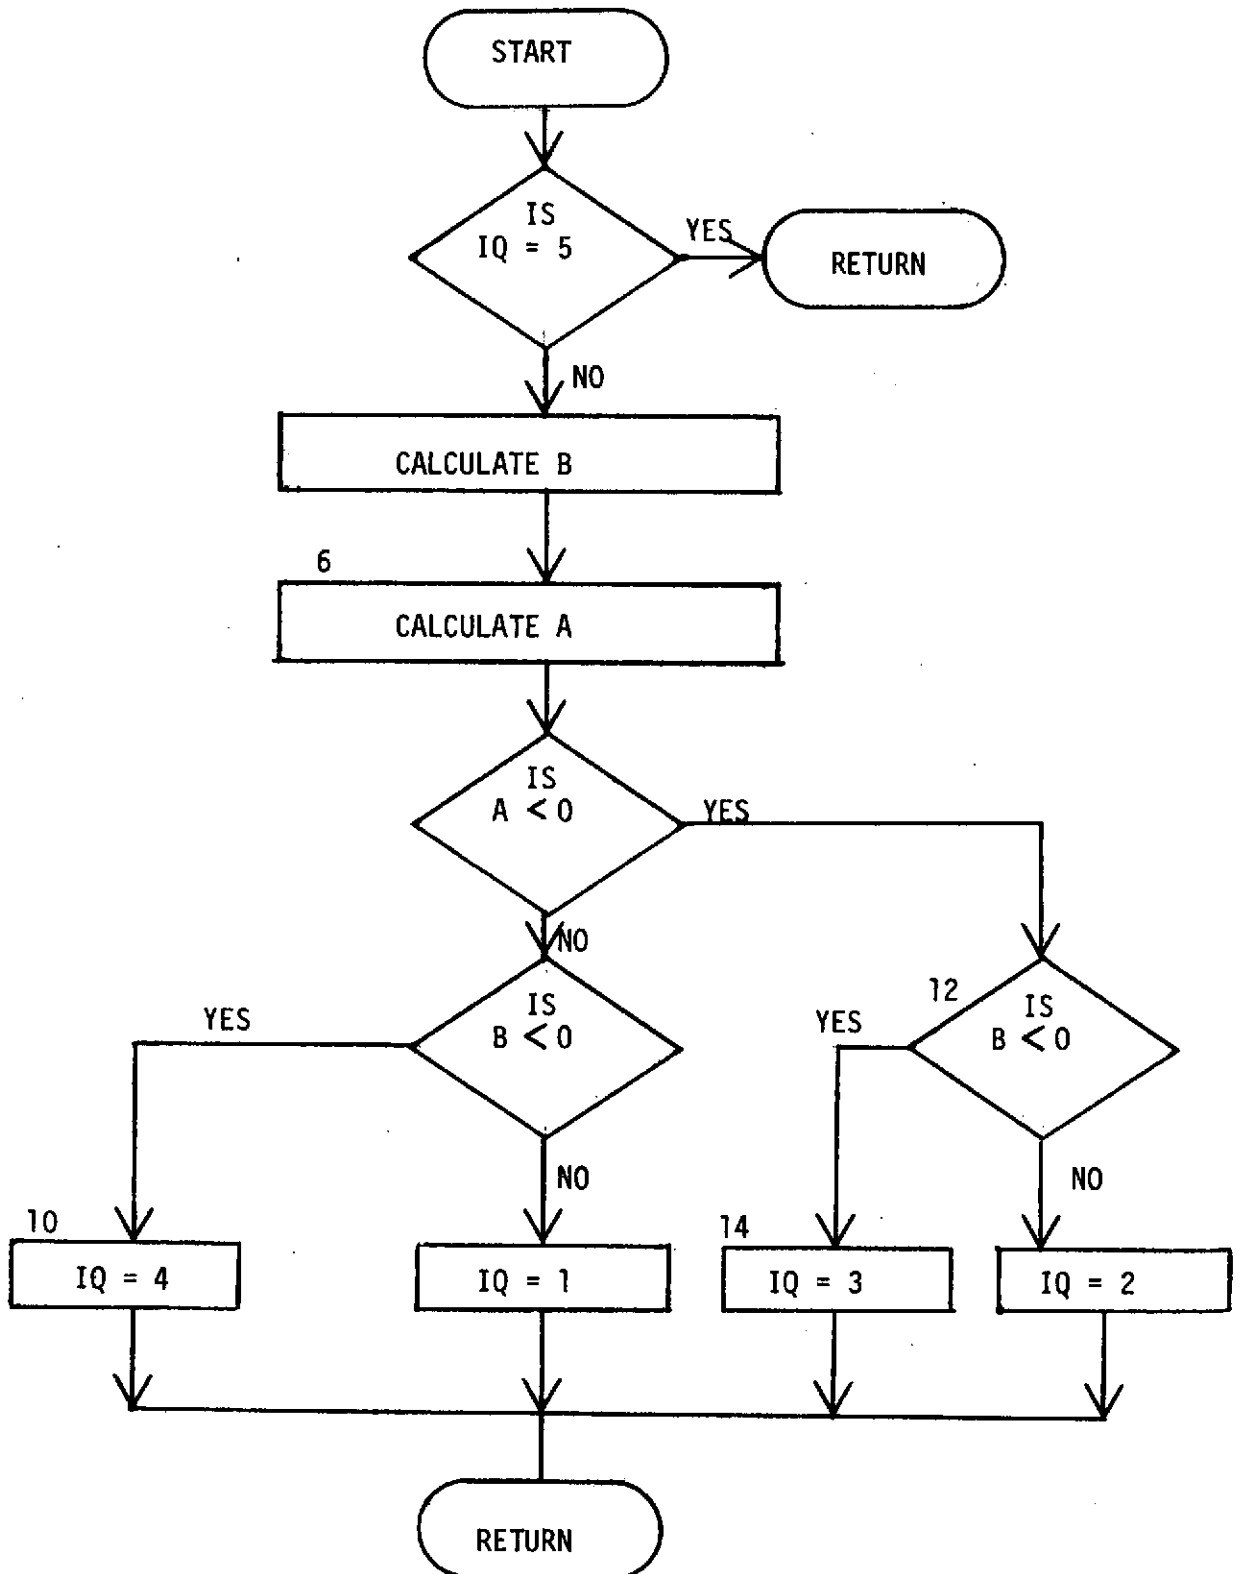 START
IS
IQ = 5
YES
RETURN
NO
CALCULATE B
6
CALCULATE A
IS
A < 0
YES
NO
IS
B < 0
YES
12
IS
B < 0
YES
NO
NO
10
IQ = 4
IQ = 1
14
IQ = 3
IQ = 2
RETURN